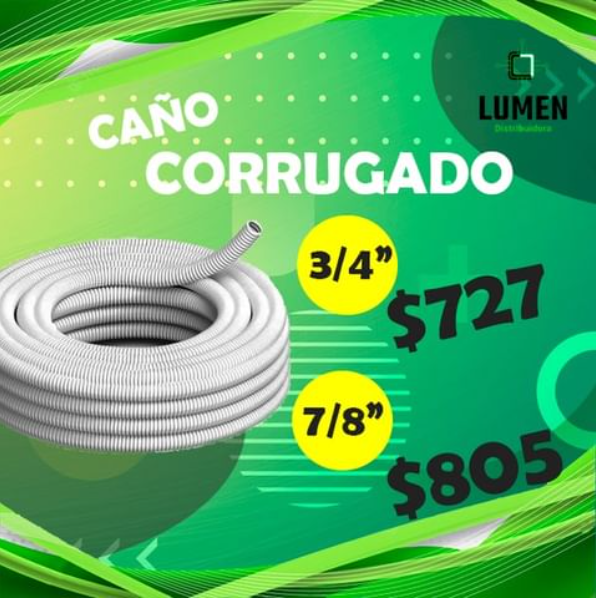 LUMEN
Distribuidora
CAÑO
CORRUGADO
3/4”
$727
7/8”
$805